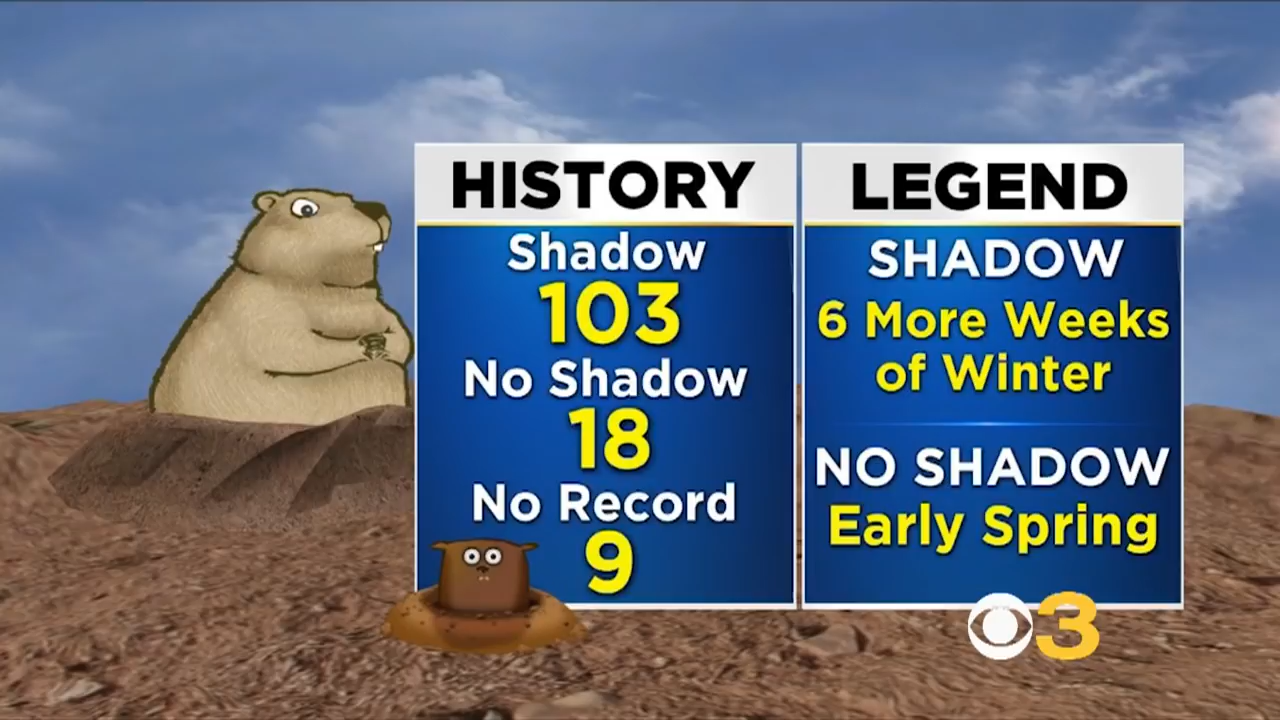 HISTORY
Shadow
103
No Shadow
18
No Record
9
LEGEND
SHADOW
6 More Weeks
of Winter
NO SHADOW
Early Spring
3